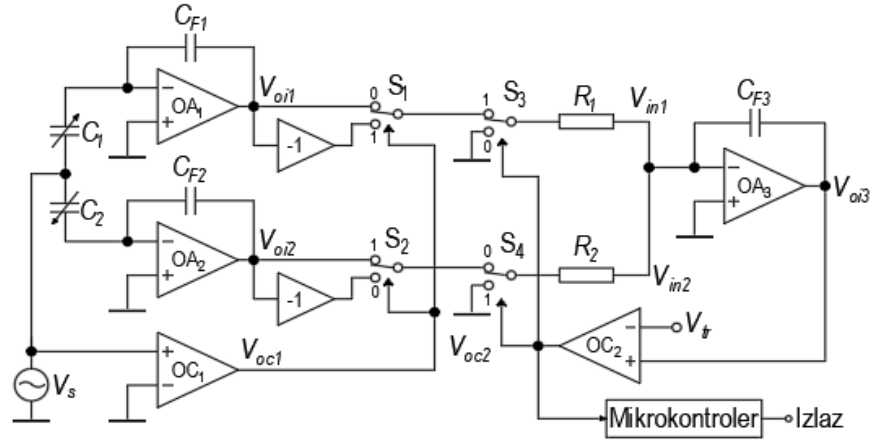 C_F1
V_oi1
0
S_1
1
S_3
R_1
V_in1
C_F3
OA_1
-1
1
0
C_1
OA_3
V_oi3
C_2
C_F2
V_oi2
1
S_2
0
S_4
OA_2
-1
0
1
R_2
V_in2
V_s
OC_1
V_oc1
V_oc2
OC_2
V_tr
Mikrokontroler
Izlaz